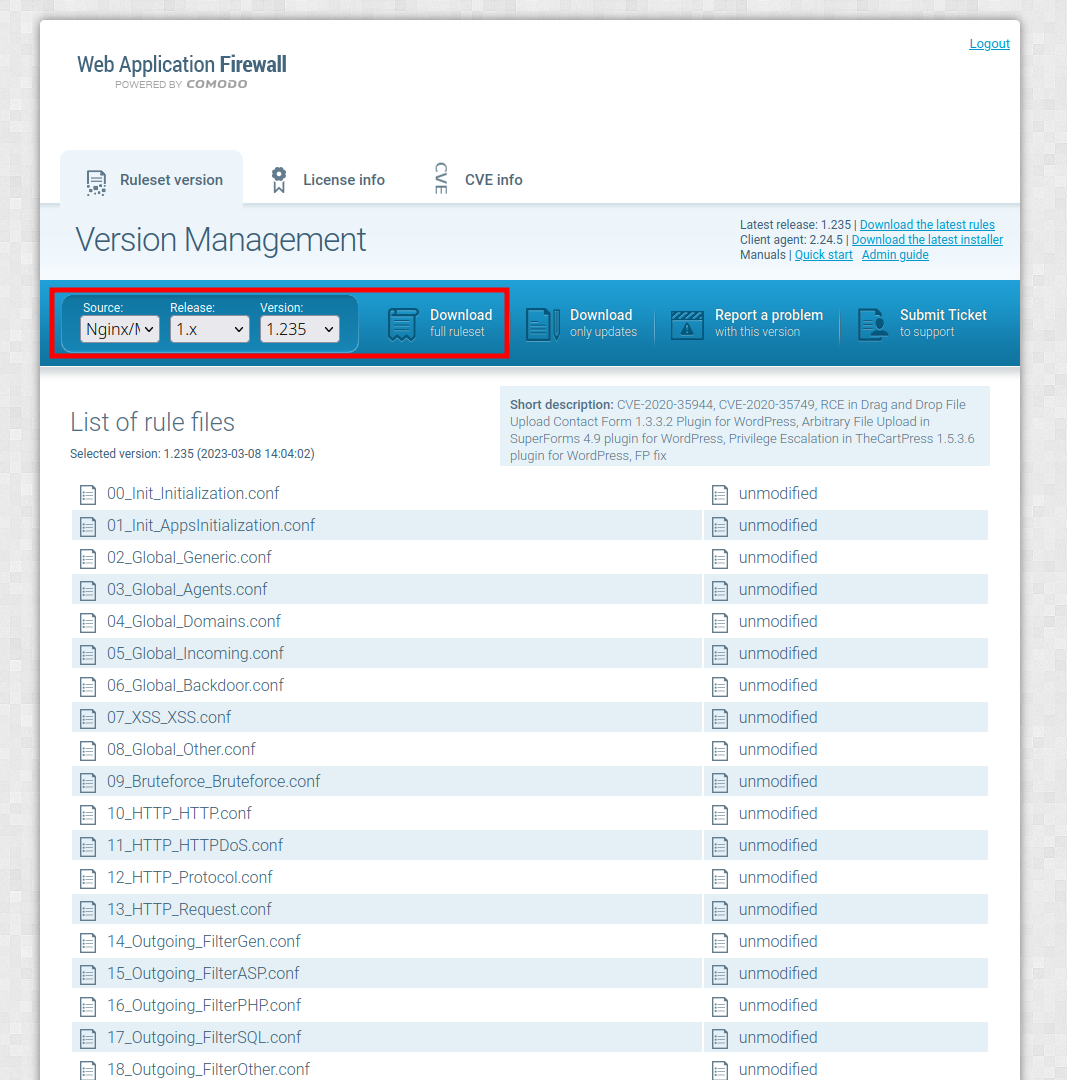 Logout
Web Application Firewall
POWERED BY COMODO
Ruleset version
License info
CVE
CVE info
Version Management
Latest release: 1.235 | Download the latest rules
Client agent: 2.24.5 | Download the latest installer
Manuals | Quick start Admin guide
Source: Release: Version:
Nginx/M 1.x 1.235
Download
full ruleset
Download
only updates
Report a problem
with this version
Submit Ticket
to support
List of rule files
Selected version: 1.235 (2023-03-08 14:04:02)
Short description: CVE-2020-35944, CVE-2020-35749, RCE in Drag and Drop File
Upload Contact Form 1.3.3.2 Plugin for WordPress, Arbitrary File Upload in
SuperForms 4.9 plugin for WordPress, Privilege Escalation in TheCartPress 1.5.3.6
plugin for WordPress, FP fix
00_Init_Initialization.conf unmodified
01_Init_AppsInitialization.conf unmodified
02_Global_Generic.conf unmodified
03_Global_Agents.conf unmodified
04_Global_Domains.conf unmodified
05_Global_Incoming.conf unmodified
06_Global_Backdoor.conf unmodified
07_XSS_XSS.conf unmodified
08_Global_Other.conf unmodified
09_Bruteforce_Bruteforce.conf unmodified
10_HTTP_HTTP.conf unmodified
11_HTTP_HTTPDoS.conf unmodified
12_HTTP_Protocol.conf unmodified
13_HTTP_Request.conf unmodified
14_Outgoing_FilterGen.conf unmodified
15_Outgoing_FilterASP.conf unmodified
16_Outgoing_FilterPHP.conf unmodified
17_Outgoing_FilterSQL.conf unmodified
18_Outgoing_FilterOther.conf unmodified